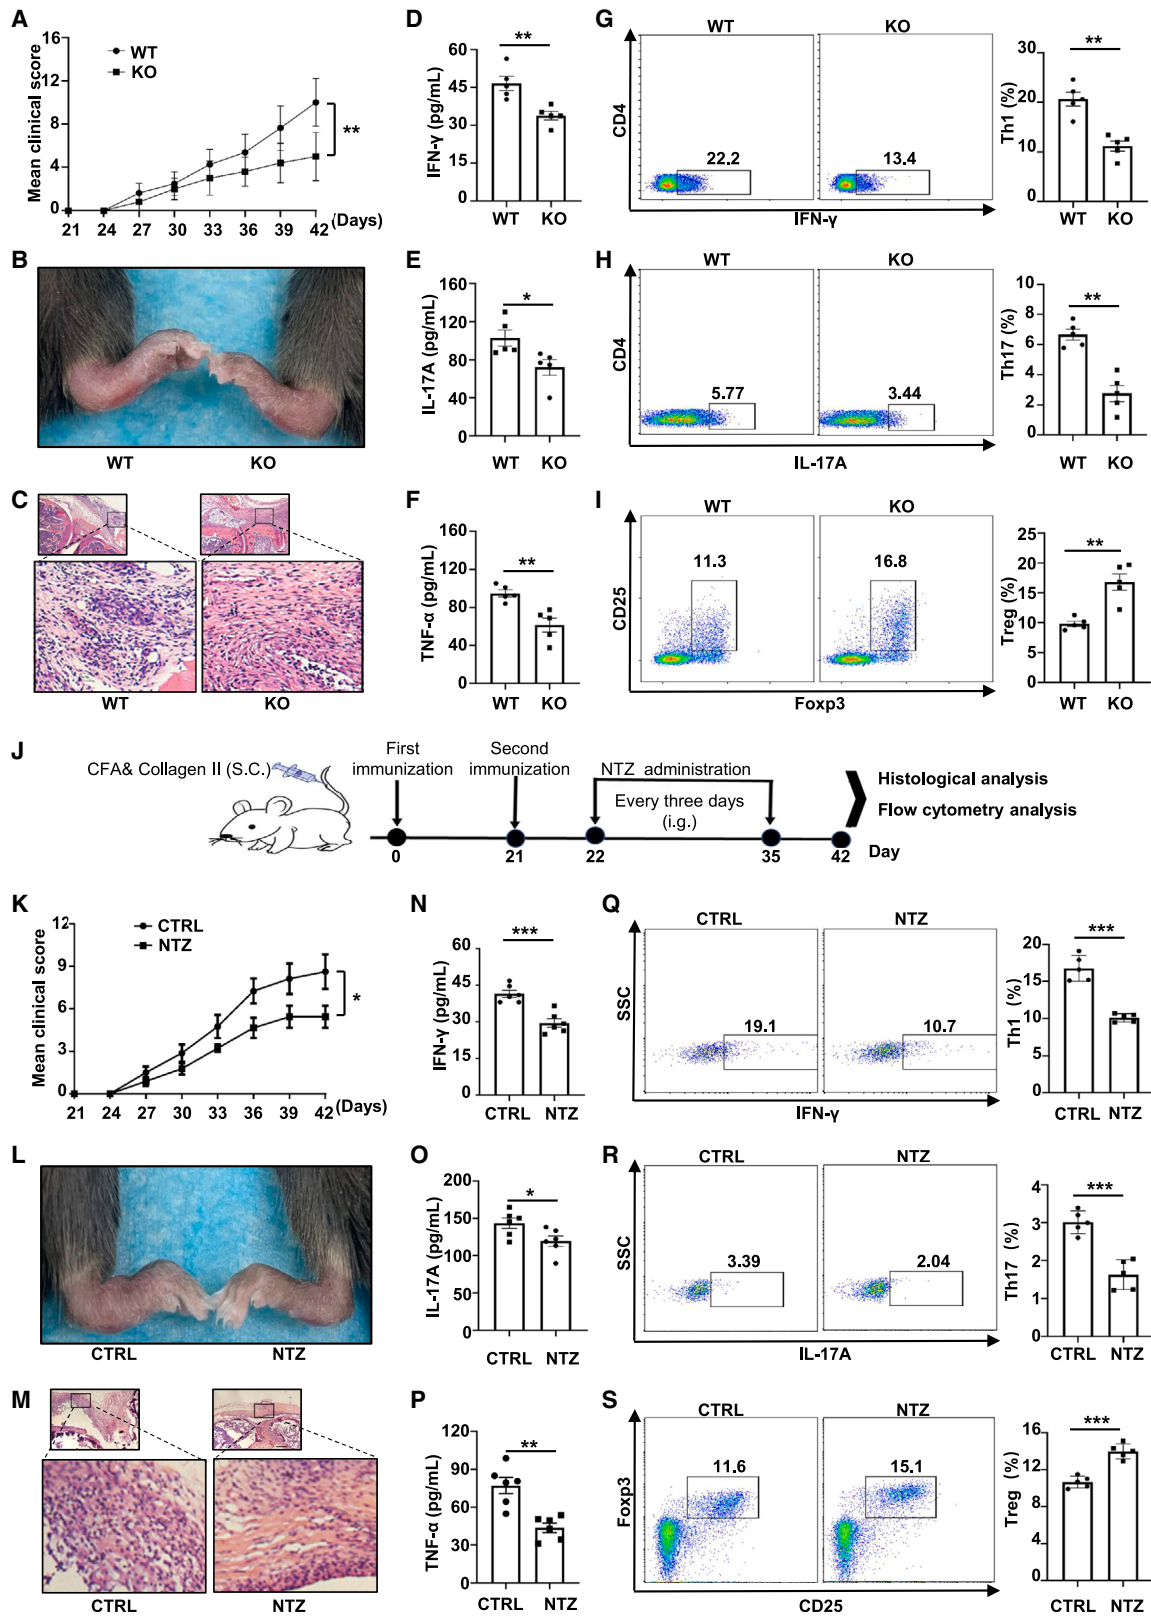 A
16
12
8
4
0
Mean clinical score
WT
KO
**
21 24 27 30 33 36 39 42 (Days)
B
WT KO
C
WT KO
D
60
45
30
15
0
IFN-γ (pg/mL)
**
WT KO
E
160
120
80
40
0
IL-17A (pg/mL)
*
WT KO
F
160
120
80
40
0
TNF-α (pg/mL)
**
WT KO
G
WT KO
CD4
22.2 13.4
IFN-γ
30
20
10
0
Th1 (%)
**
WT KO
H
WT KO
CD4
5.77 3.44
IL-17A
10
8
6
4
2
0
Th17 (%)
**
WT KO
I
WT KO
CD25
11.3 16.8
Foxp3
25
20
15
10
5
0
Treg (%)
**
WT KO
J
CFA& Collagen II (S.C.)
First
immunization
Second
immunization
NTZ administration
Every three days
(i.g.)
0 21 22 35 42 Day
Histological analysis
Flow cytometry analysis
K
12
9
6
3
0
Mean clinical score
CTRL
NTZ
*
21 24 27 30 33 36 39 42 (Days)
L
CTRL NTZ
M
CTRL NTZ
N
60
45
30
15
0
IFN-γ (pg/mL)
***
CTRL NTZ
O
200
150
100
50
0
IL-17A (pg/mL)
*
CTRL NTZ
P
120
90
60
30
0
TNF-α (pg/mL)
**
CTRL NTZ
Q
CTRL NTZ
SSC
19.1 10.7
IFN-γ
20
15
10
5
0
Th1 (%)
***
CTRL NTZ
R
CTRL NTZ
SSC
3.39 2.04
IL-17A
4
3
2
1
0
Th17 (%)
***
CTRL NTZ
S
CTRL NTZ
Foxp3
11.6 15.1
CD25
16
12
8
4
0
Treg (%)
***
CTRL NTZ